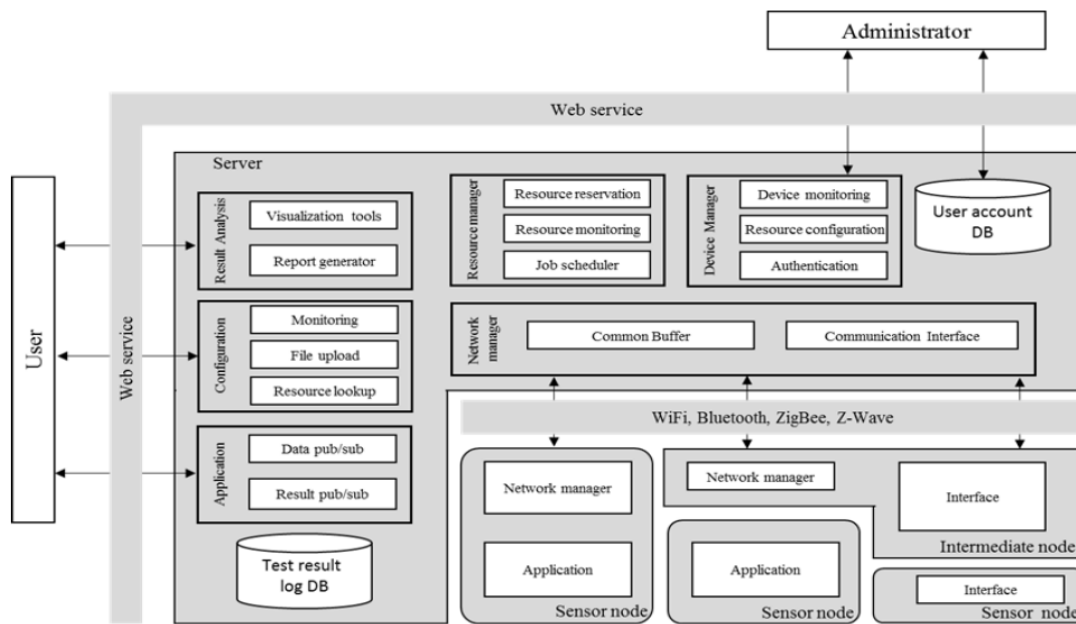 Administrator
Web service
Server
User
Web service
Result Analysis
Visualization tools
Report generator
Configuration
Monitoring
File upload
Resource lookup
Application
Data pub/sub
Result pub/sub
Test result
log DB
Resource manager
Resource reservation
Resource monitoring
Job scheduler
Device Manager
Device monitoring
Resource configuration
Authentication
User account
DB
Network
manager
Common Buffer
Communication Interface
WiFi, Bluetooth, ZigBee, Z-Wave
Network manager
Application
Sensor node
Network manager
Interface
Intermediate node
Application
Sensor node
Interface
Sensor node